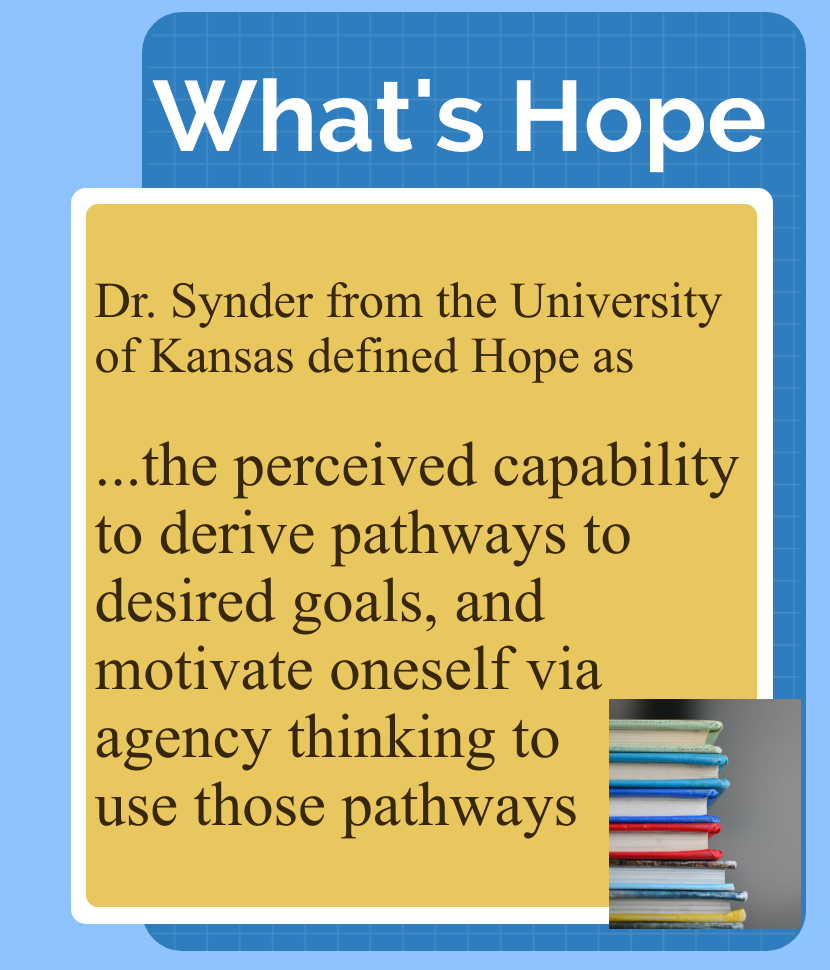 What's Hope
Dr. Synder from the University
of Kansas defined Hope as
...the perceived capability
to derive pathways to
desired goals, and
motivate oneself via
agency thinking to
use those pathways